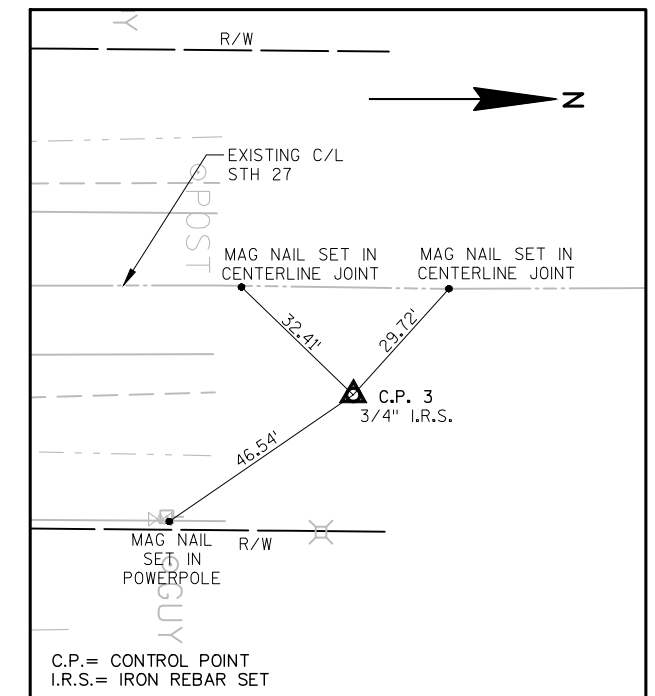 Y
R/W
N
EXISTING C/L
STH 27
POST
MAG NAIL SET IN
CENTERLINE JOINT
MAG NAIL SET IN
CENTERLINE JOINT
32.41'
29.72'
C.P. 3
3/4" I.R.S.
46.54'
MAG NAIL
SET IN
POWERPOLE
R/W
GUY
C.P.= CONTROL POINT
I.R.S.= IRON REBAR SET